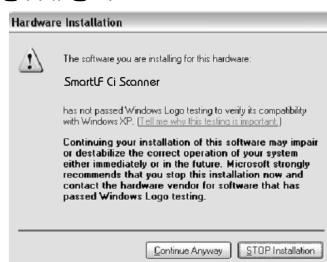 Hardware Installation
The software you are installing for this hardware:
SmartLF Ci Scanner
has not passed Windows Logo testing to verify its compatibility
with Windows XP. (Tell me why this testing is important.)
Continuing your installation of this software may impair
or destabilize the correct operation of your system
either immediately or in the future. Microsoft strongly
recommends that you stop this installation now and
contact the hardware vendor for software that has
passed Windows Logo testing.
Continue Anyway STOP Installation